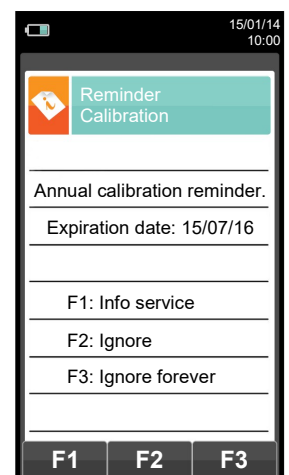 15/01/14
10:00
Reminder
Calibration
Annual calibration reminder.
Expiration date: 15/07/16
F1: Info service
F2: Ignore
F3: Ignore forever
F1 F2 F3